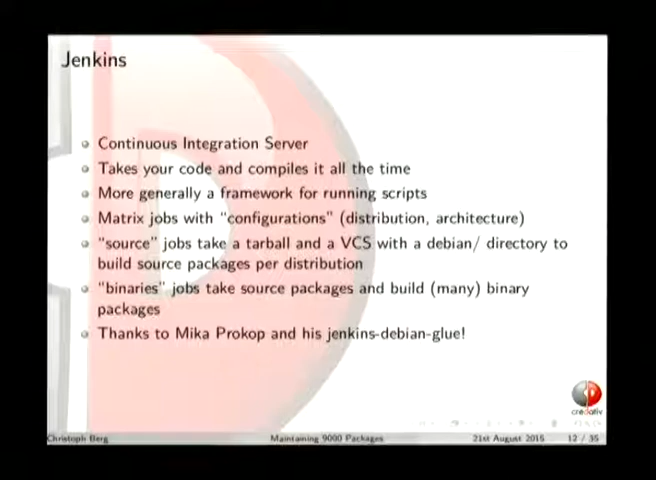 Jenkins
Continuous Integration Server
Takes your code and compiles it all the time
More generally a framework for running scripts
Matrix jobs with "configurations" (distribution, architecture)
"source" jobs take a tarball and a VCS with a debian/ directory to
build source packages per distribution
"binaries" jobs take source packages and build (many) binary
packages
Thanks to Mika Prokop and his jenkins-debian-glue!
credativ
Christoph Berg Maintaining 9000 Packages 21st August 2015 12 / 35